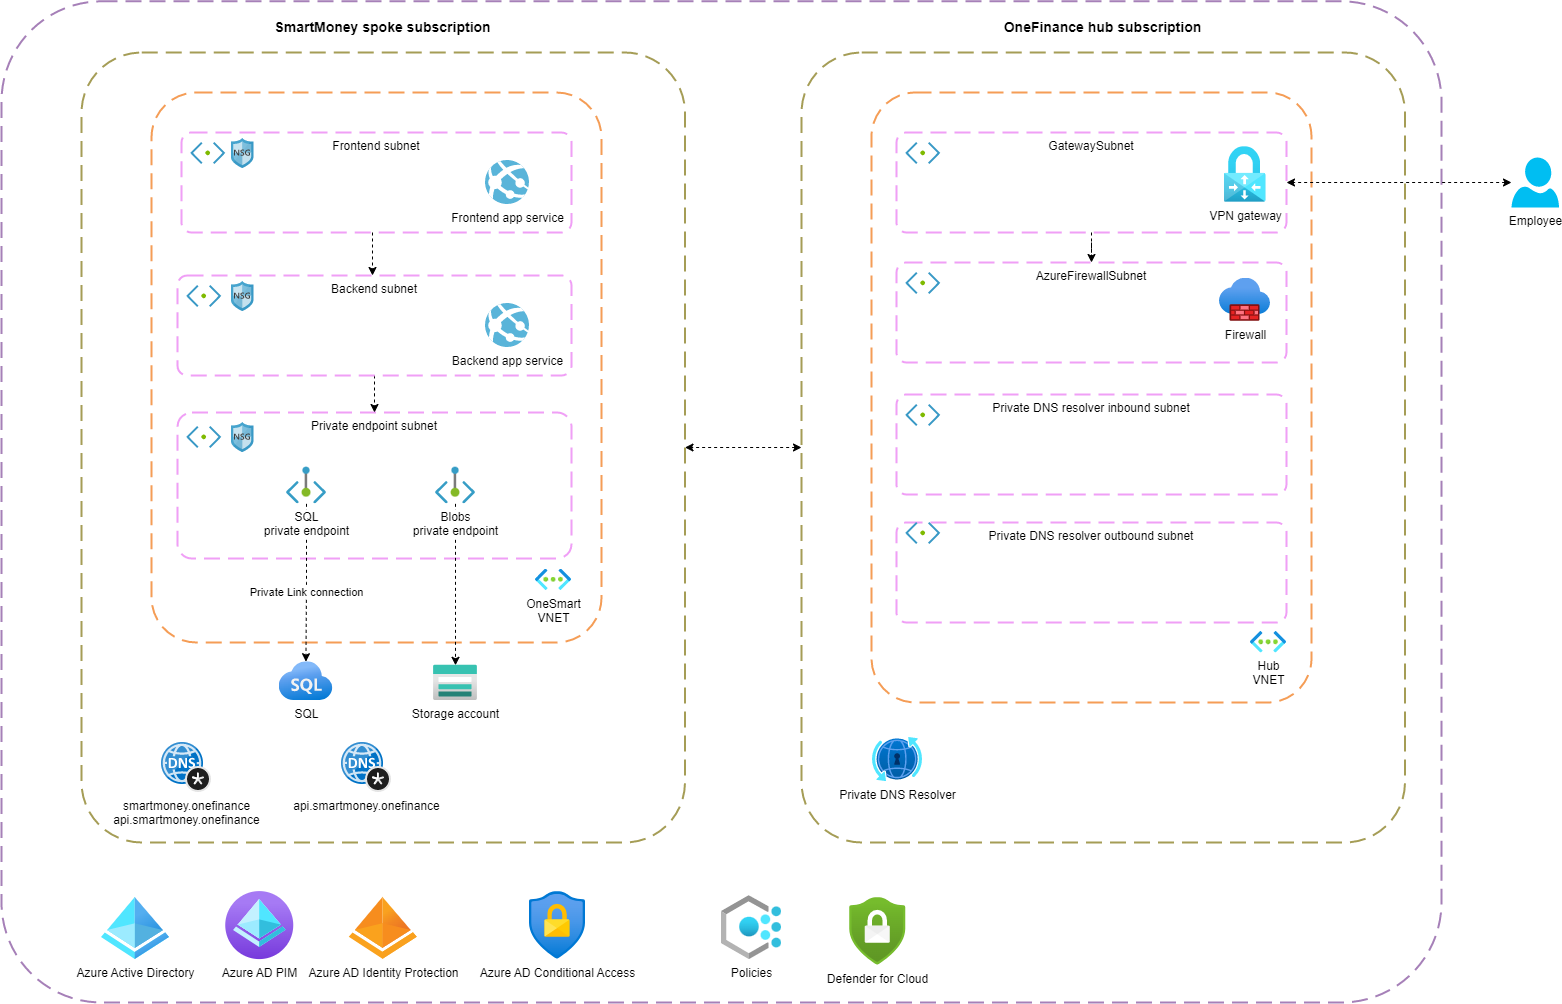 SmartMoney spoke subscription
OneFinance hub subscription
NSG
Frontend subnet
Frontend app service
NSG
Backend subnet
Backend app service
NSG
Private endpoint subnet
SQL
private endpoint
Blobs
private endpoint
Private Link connection
OneSmart
VNET
SQL
SQL
Storage account
DNS
*
smartmoney.onefinance
api.smartmoney.onefinance
DNS
*
api.smartmoney.onefinance
GatewaySubnet
VPN gateway
Employee
AzureFirewallSubnet
Firewall
Private DNS resolver inbound subnet
Private DNS resolver outbound subnet
Hub
VNET
Private DNS Resolver
Azure Active Directory
Azure AD PIM
Azure AD Identity Protection
Azure AD Conditional Access
Policies
Defender for Cloud